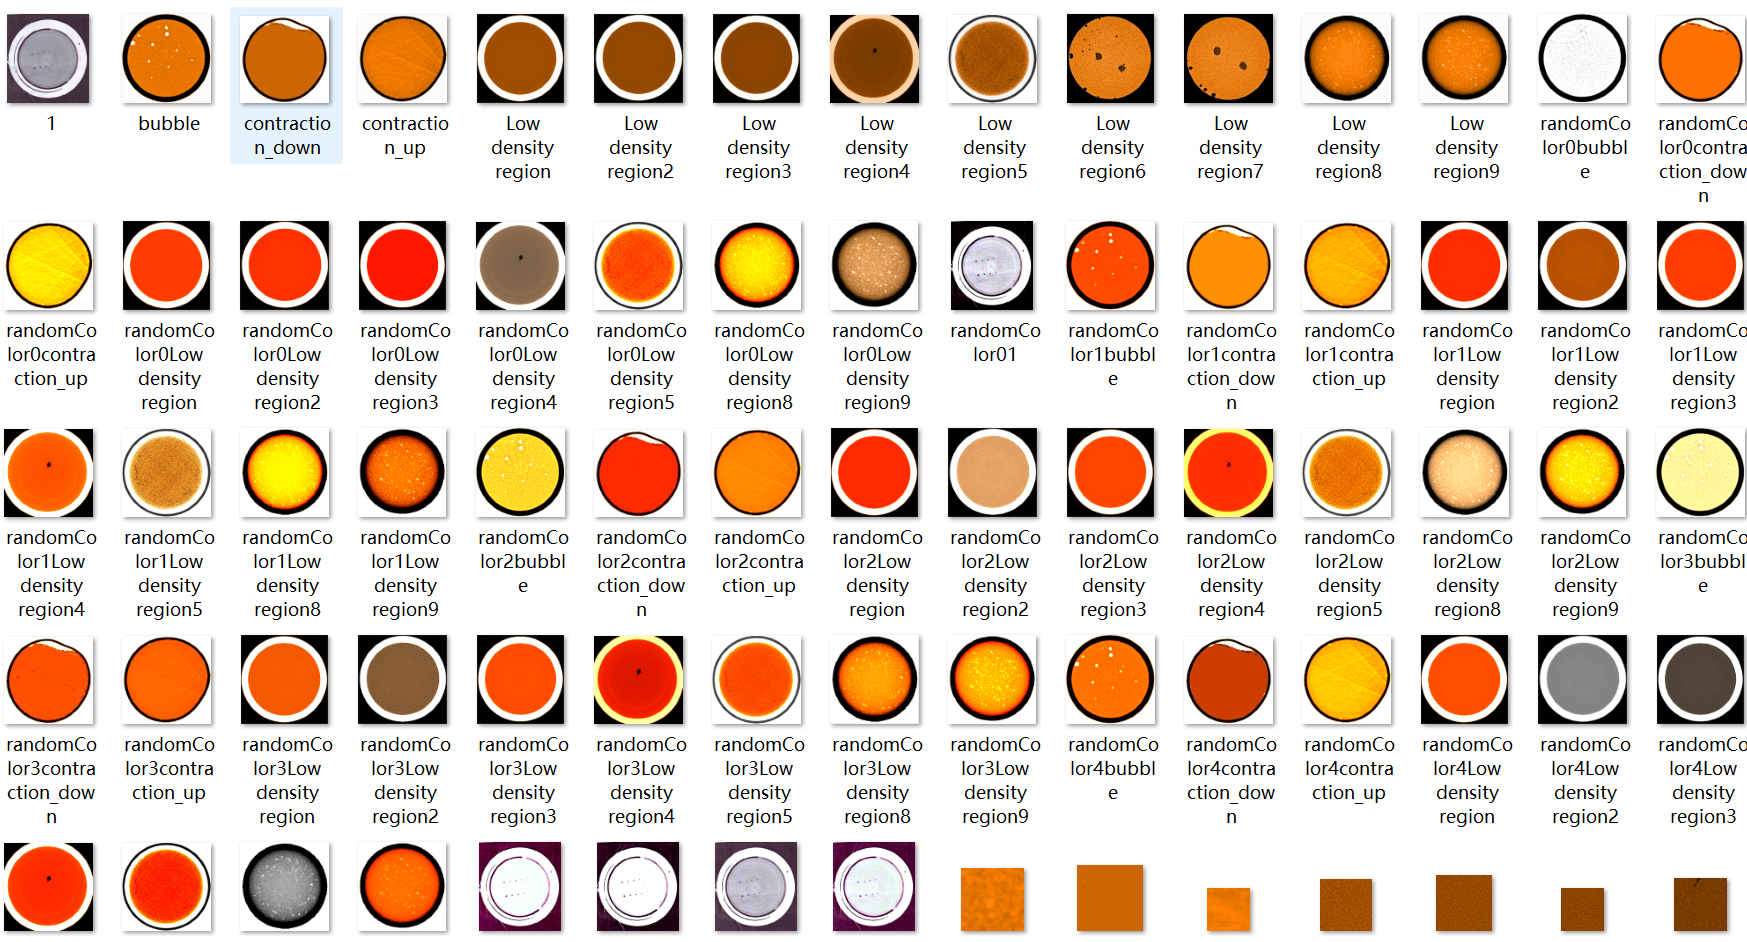 1
bubble
contractio
n_down
contractio
n_up
Low
density
region
Low
density
region2
Low
density
region3
Low
density
region4
Low
density
region5
Low
density
region6
Low
density
region7
Low
density
region8
Low
density
region9
randomCo
lor0bubbl
e
randomCo
lor0contra
ction_dow
n
randomCo
lor0contra
ction_up
randomCo
lor0Low
density
region
randomCo
lor0Low
density
region2
randomCo
lor0Low
density
region3
randomCo
lor0Low
density
region4
randomCo
lor0Low
density
region5
randomCo
lor0Low
density
region8
randomCo
lor0Low
density
region9
randomCo
lor01
randomCo
lor1bubbl
e
randomCo
lor1contra
ction_dow
n
randomCo
lor1contra
ction_up
randomCo
lor1Low
density
region
randomCo
lor1Low
density
region2
randomCo
lor1Low
density
region3
randomCo
lor1Low
density
region4
randomCo
lor1Low
density
region5
randomCo
lor1Low
density
region8
randomCo
lor1Low
density
region9
randomCo
lor2bubbl
e
randomCo
lor2contra
ction_dow
n
randomCo
lor2contra
ction_up
randomCo
lor2Low
density
region
randomCo
lor2Low
density
region2
randomCo
lor2Low
density
region3
randomCo
lor2Low
density
region4
randomCo
lor2Low
density
region5
randomCo
lor2Low
density
region8
randomCo
lor2Low
density
region9
randomCo
lor3bubbl
e
randomCo
lor3contra
ction_dow
n
randomCo
lor3contra
ction_up
randomCo
lor3Low
density
region
randomCo
lor3Low
density
region2
randomCo
lor3Low
density
region3
randomCo
lor3Low
density
region4
randomCo
lor3Low
density
region5
randomCo
lor3Low
density
region8
randomCo
lor3Low
density
region9
randomCo
lor4bubbl
e
randomCo
lor4contra
ction_dow
n
randomCo
lor4contra
ction_up
randomCo
lor4Low
density
region
randomCo
lor4Low
density
region2
randomCo
lor4Low
density
region3